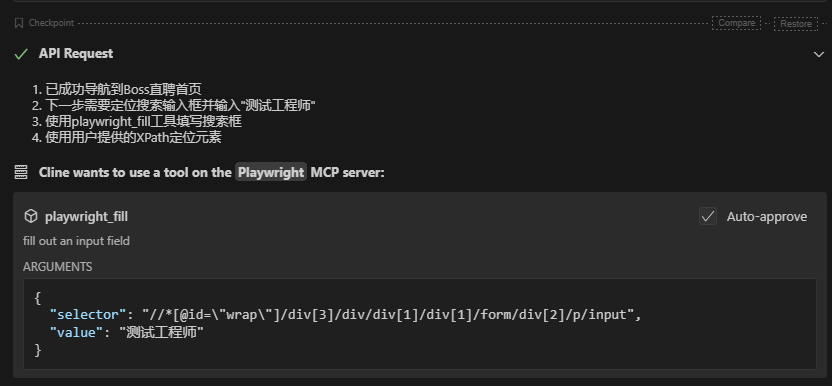 Checkpoint
Compare
Restore
API Request
1. 已成功导航到Boss直聘首页
2. 下一步需要定位搜索输入框并输入"测试工程师"
3. 使用playwright_fill工具填写搜索框
4. 使用用户提供的XPath定位元素
Cline wants to use a tool on the Playwright MCP server:
playwright_fill
Auto-approve
fill out an input field
ARGUMENTS
{
"selector": "//*[@id=\"wrap\"]/div[3]/div/div[1]/div[1]/form/div[2]/p/input",
"value": "测试工程师"
}